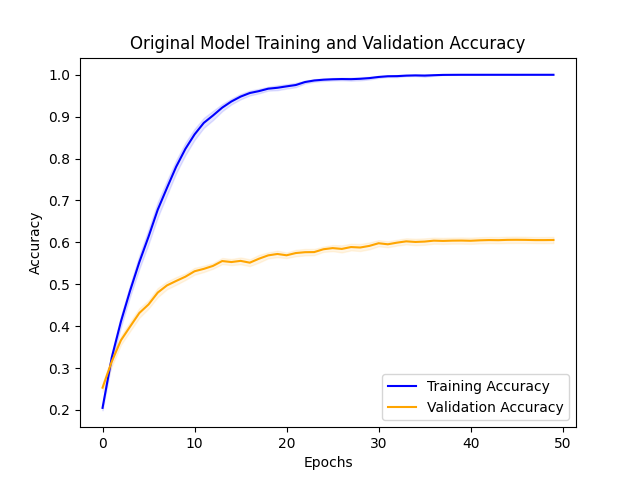 Original Model Training and Validation Accuracy
1.0
0.9
0.8
0.7
0.6
0.5
0.4
0.3
0.2
Accuracy
0 10 20 30 40 50
Epochs
Training Accuracy
Validation Accuracy